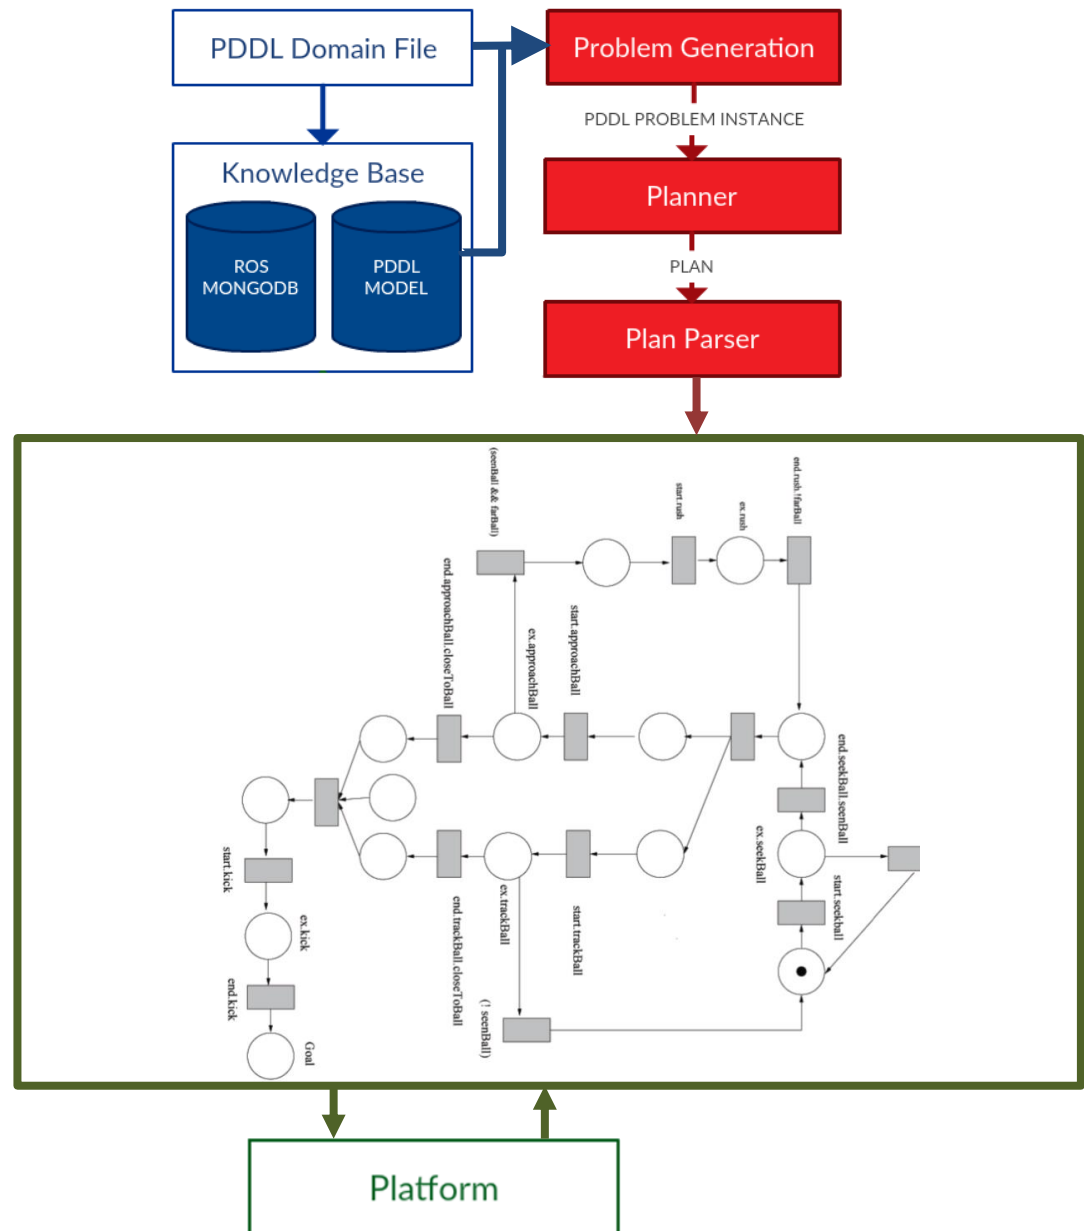 PDDL Domain File
Problem Generation
PDDL PROBLEM INSTANCE
Knowledge Base
Planner
ROS
MONGODB
PDDL
MODEL
PLAN
Plan Parser
(seenBall && farBall)
start.rush
ex.rush
end.rush.!farBall
end.approachBall.closeToBall
ex.approachBall
start.approachBall
end.seekBall.seenBall
ex.seekBall
start.seekball
start.kick
ex.kick
end.kick
Goal
end.trackBall.closeToBall
ex.trackBall
start.trackBall
(! seenBall)
Platform